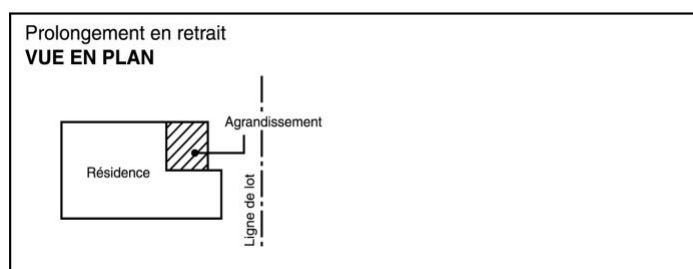 Prolongement en retrait
VUE EN PLAN
Agrandissement
Résidence
Ligne de lot